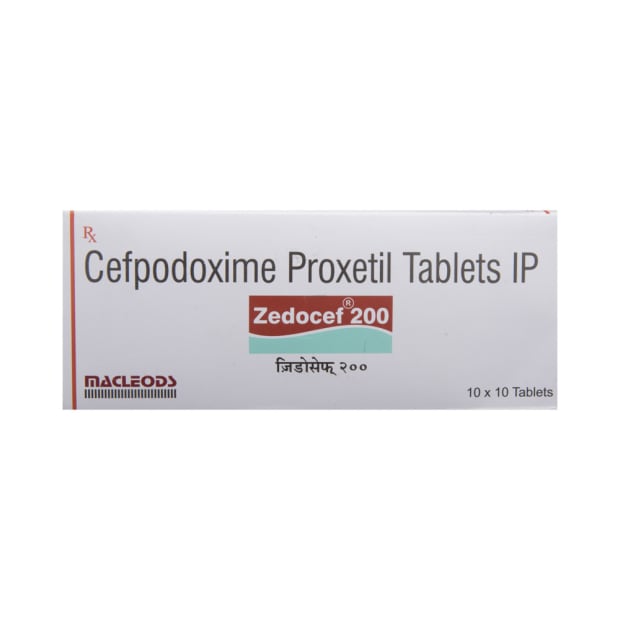 Rx
Cefpodoxime Proxetil Tablets IP
Zedocef® 200
ज़िडोसेफ् २००
MACLEODS
10 x 10 Tablets